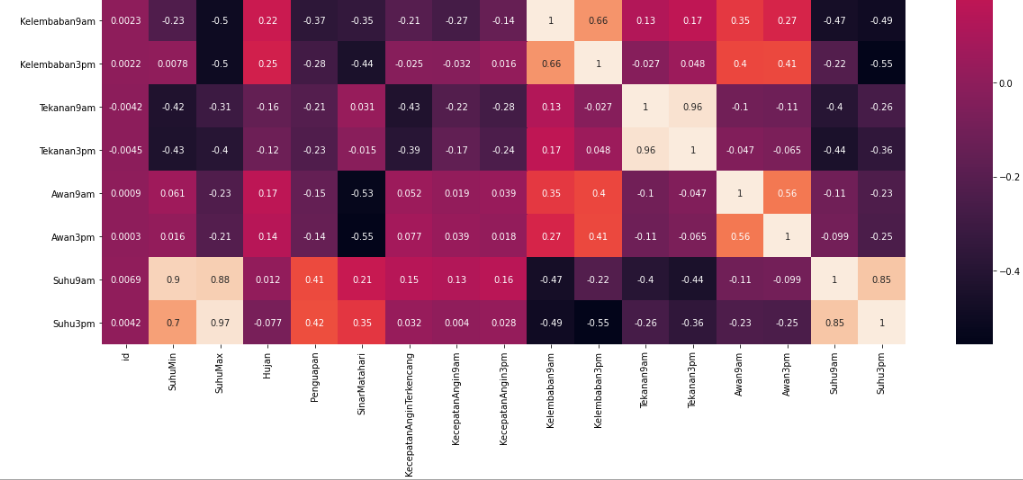 Kelembaban9am 0.0023 -0.23 -0.5 0.22 -0.37 -0.35 -0.21 -0.27 -0.14 1 0.66 0.13 0.17 0.35 0.27 -0.47 -0.49
Kelembaban3pm 0.0022 0.0078 -0.5 0.25 -0.28 -0.44 -0.025 -0.032 0.016 0.66 1 -0.027 0.048 0.4 0.41 -0.22 -0.55
0.0
Tekanan9am -0.0042 -0.42 -0.31 -0.16 -0.21 0.031 -0.43 -0.22 -0.28 0.13 -0.027 1 0.96 -0.1 -0.11 -0.4 -0.26
Tekanan3pm -0.0045 -0.43 -0.4 -0.12 -0.23 -0.015 -0.39 -0.17 -0.24 0.17 0.048 0.96 1 -0.047 -0.065 -0.44 -0.36
-0.2
Awan9am 0.0009 0.061 -0.23 0.17 -0.15 -0.53 0.052 0.019 0.039 0.35 0.4 -0.1 -0.047 1 0.56 -0.11 -0.23
Awan3pm 0.0003 0.016 -0.21 0.14 -0.14 -0.55 0.077 0.039 0.018 0.27 0.41 -0.11 -0.065 0.56 1 -0.099 -0.25
-0.4
Suhu9am 0.0069 0.9 0.88 0.012 0.41 0.21 0.15 0.13 0.16 -0.47 -0.22 -0.4 -0.44 -0.11 -0.099 1 0.85
Suhu3pm 0.0042 0.7 0.97 -0.077 0.42 0.35 0.032 0.004 0.028 -0.49 -0.55 -0.26 -0.36 -0.23 -0.25 0.85 1
id
SuhuMin
SuhuMax
Hujan
Penguapan
SinarMatahari
KecepatanAnginTerkencang
KecepatanAngin9am
KecepatanAngin3pm
Kelembaban9am
Kelembaban3pm
Tekanan9am
Tekanan3pm
Awan9am
Awan3pm
Suhu9am
Suhu3pm